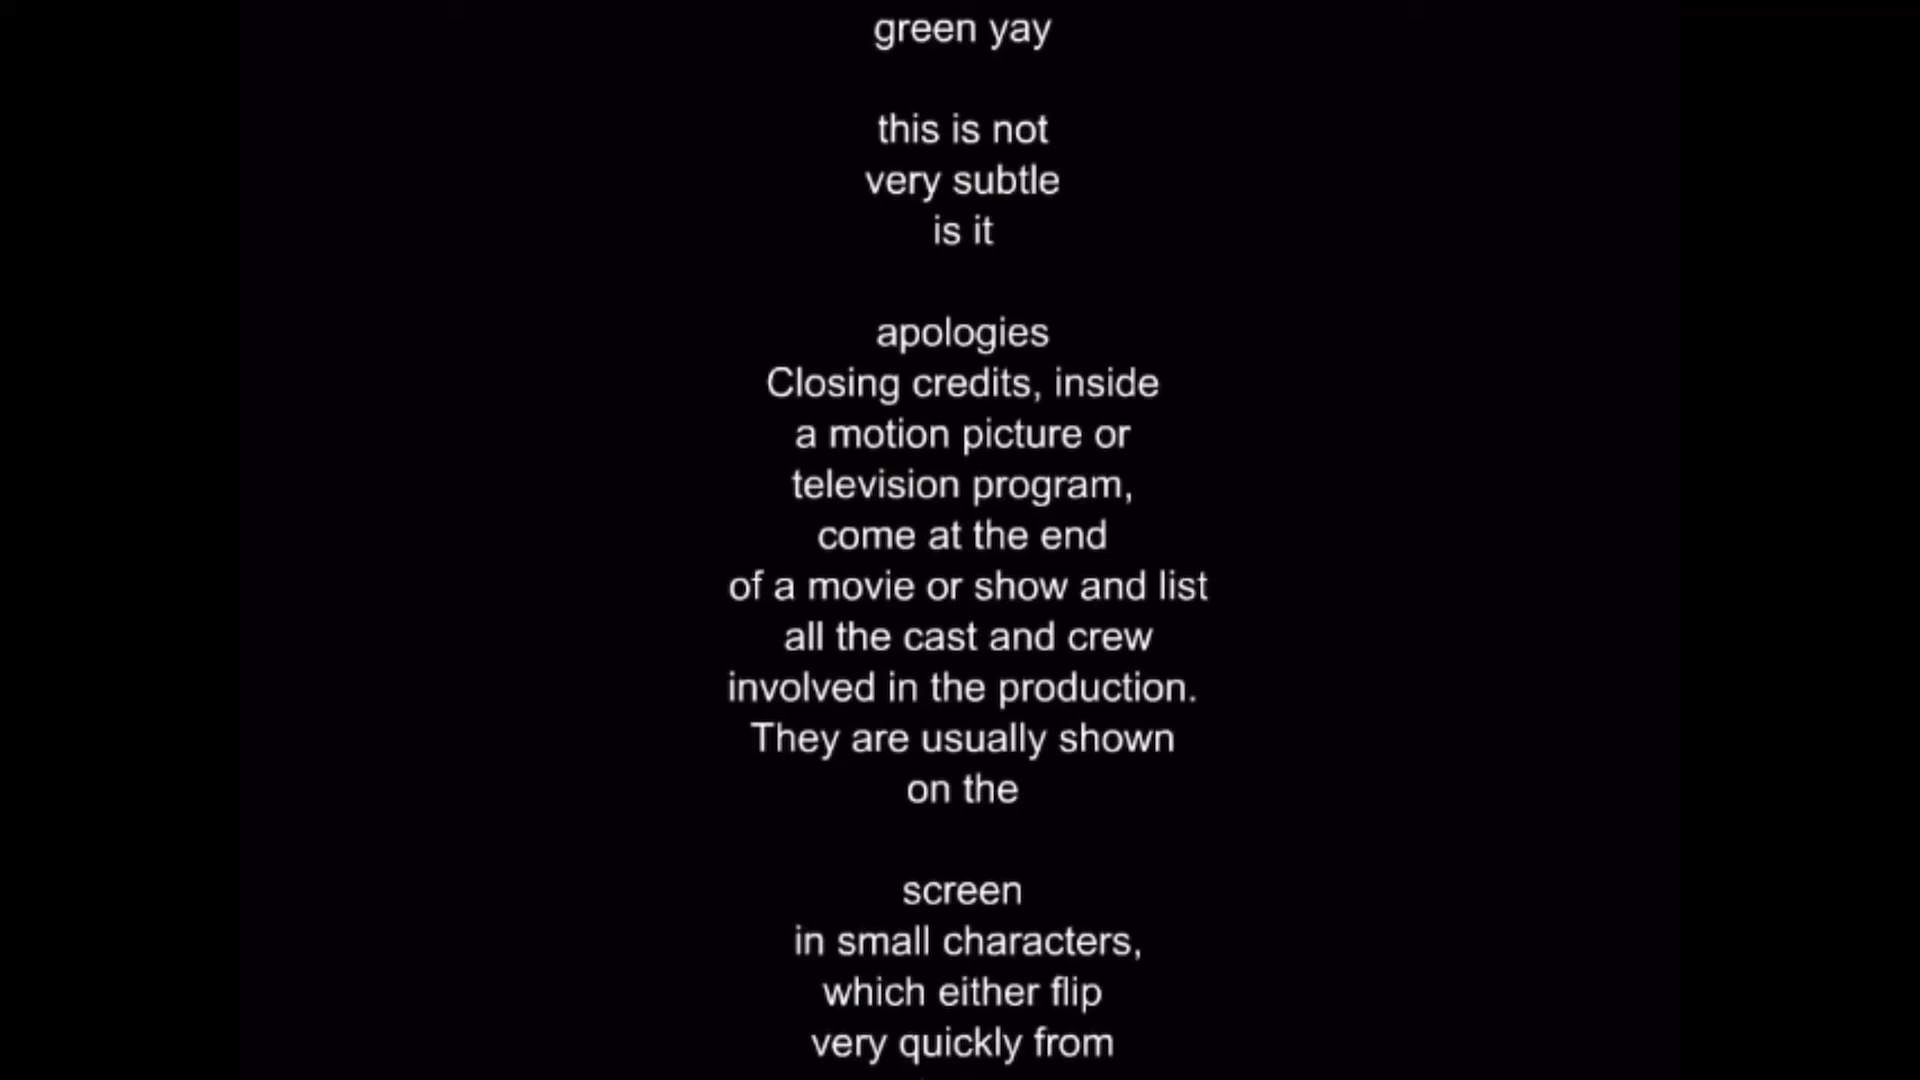 green yay
this is not
very subtle
is it
apologies
Closing credits, inside
a motion picture or
television program,
come at the end
of a movie or show and list
all the cast and crew
involved in the production.
They are usually shown
on the
screen
in small characters,
which either flip
very quickly from